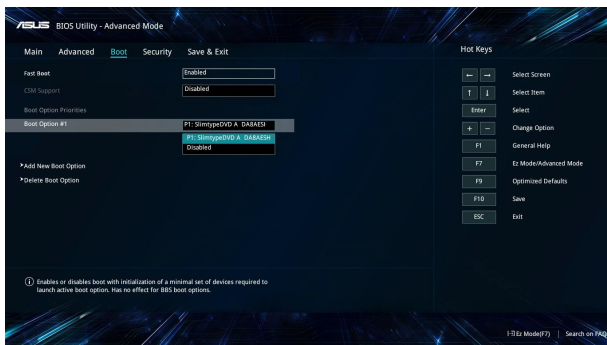 ASUS BIOS Utility - Advanced Mode
Main Advanced Boot Security Save & Exit
Hot Keys
Fast Boot Enabled
CSM Support Disabled
Boot Option Priorities
Boot Option #1 P1: SlimtypeDVD A DA8AESI
P1: SlimtypeDVD A DA8AESH
Disabled
Add New Boot Option
Delete Boot Option
← → Select Screen
↑ ↓ Select Item
Enter Select
+ − Change Option
F1 General Help
F7 Ez Mode/Advanced Mode
F9 Optimized Defaults
F10 Save
ESC Exit
Enables or disables boot with initialization of a minimal set of devices required to
launch active boot option. Has no effect for BBS boot options.
Ez Mode(F7) | Search on FAQ